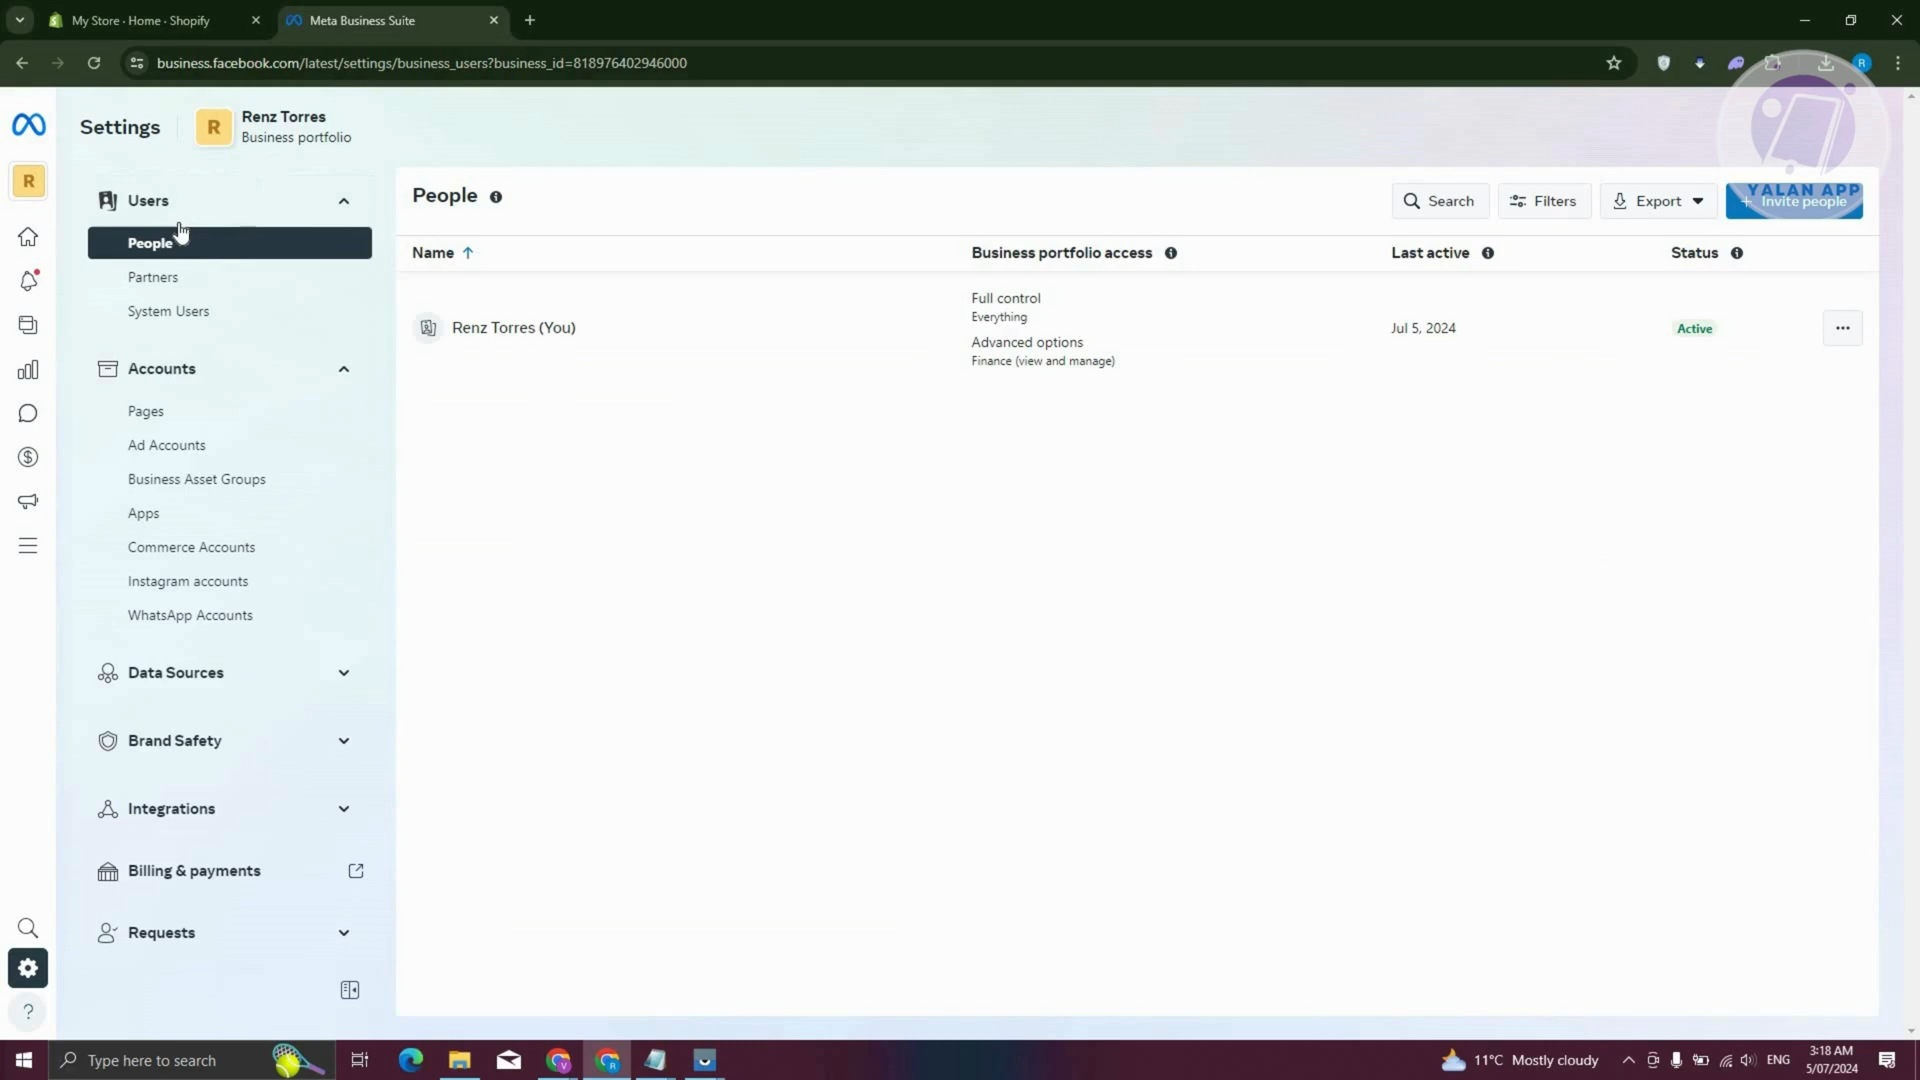 My Store · Home · Shopify
Meta Business Suite
business.facebook.com/latest/settings/business_users?business_id=818976402946000
R
Settings
R
Renz Torres
Business portfolio
R
Users
People
Partners
System Users
Accounts
Pages
Ad Accounts
Business Asset Groups
Apps
Commerce Accounts
Instagram accounts
WhatsApp Accounts
Data Sources
Brand Safety
Integrations
Billing & payments
Requests
People
Search
Filters
Export
YALAN APP
+ Invite people
Name
Business portfolio access
Last active
Status
Renz Torres (You)
Full control
Everything
Advanced options
Finance (view and manage)
Jul 5, 2024
Active
Type here to search
11°C Mostly cloudy
ENG
3:18 AM
5/07/2024